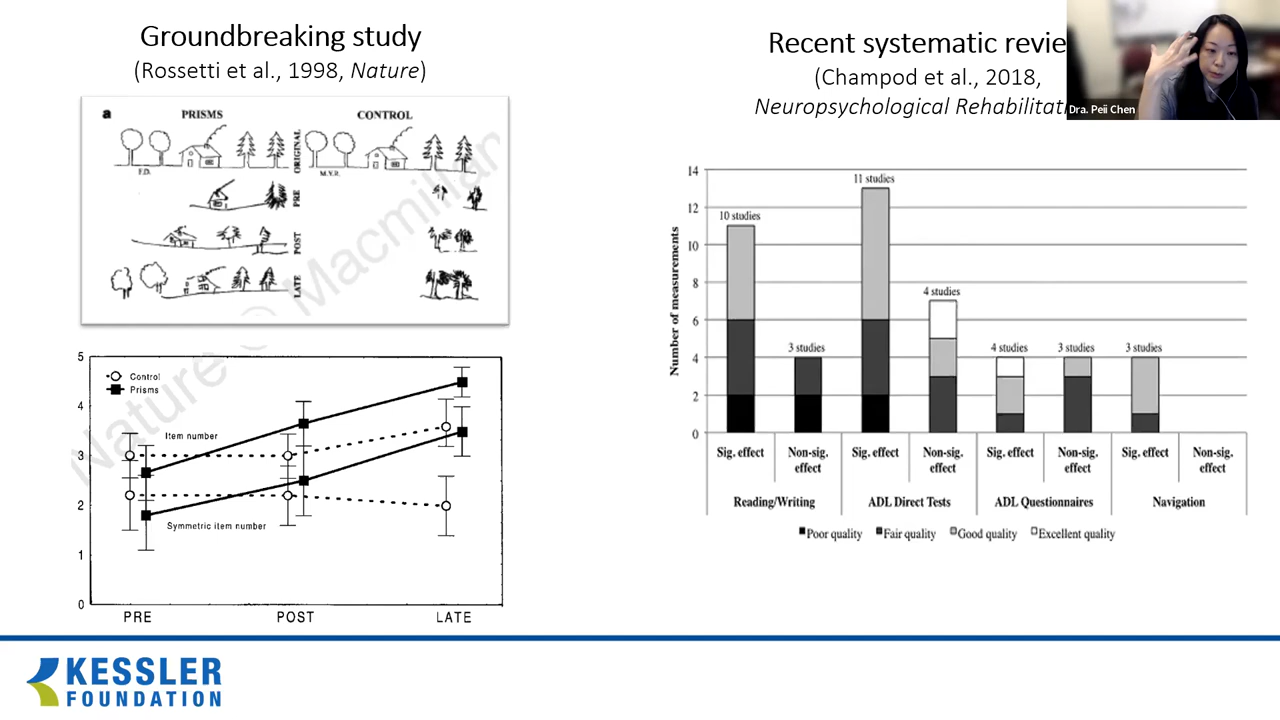 Groundbreaking study
(Rossetti et al., 1998, Nature)
a
PRISMS
CONTROL
ORIGINAL
F.D.
M.Y.R.
PRE
POST
LATE
Nature © Macmillan
5
4
3
2
1
0
Control
Prisms
Item number
Symmetric item number
PRE
POST
LATE
Recent systematic revie
(Champod et al., 2018,
Neuropsychological Rehabilitat
Dra. Peii Chen
Number of measurements
14
12
10
8
6
4
2
0
10 studies
3 studies
11 studies
4 studies
4 studies
3 studies
3 studies
Sig. effect
Non-sig. effect
Sig. effect
Non-sig. effect
Sig. effect
Non-sig. effect
Sig. effect
Non-sig. effect
Reading/Writing
ADL Direct Tests
ADL Questionnaires
Navigation
Poor quality
Fair quality
Good quality
Excellent quality
KESSLER
FOUNDATION